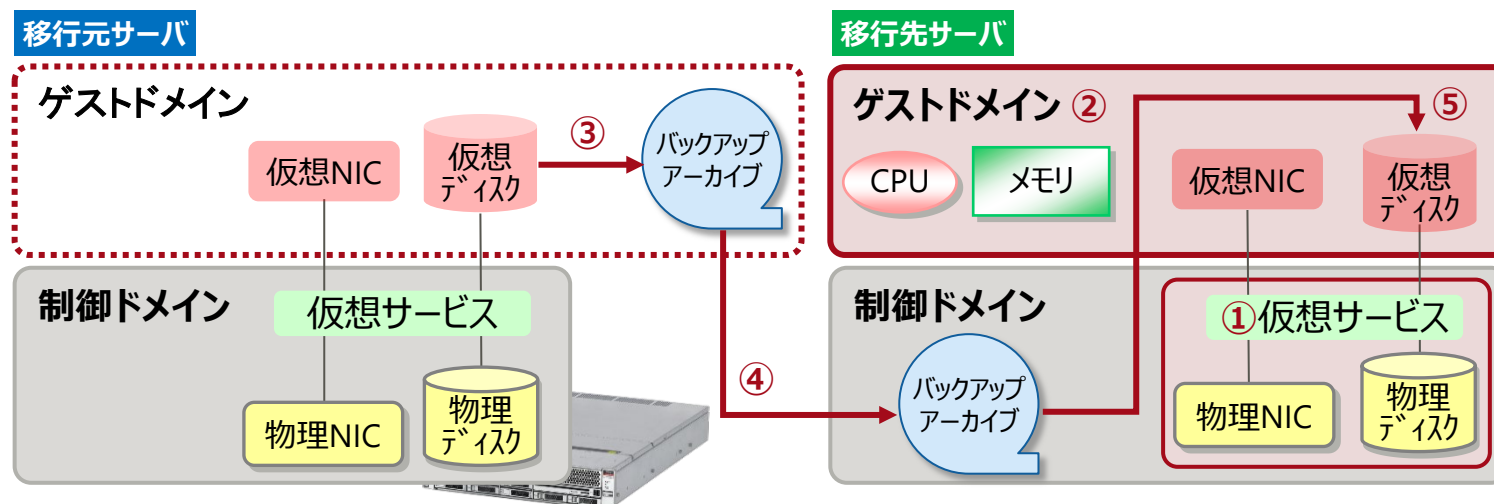 移行元サーバ
ゲストドメイン
③
仮想NIC
仮想
ディスク
バックアップ
アーカイブ
制御ドメイン
仮想サービス
物理NIC
物理
ディスク
④
移行先サーバ
ゲストドメイン ②
⑤
CPU
メモリ
仮想NIC
仮想
ディスク
制御ドメイン
①仮想サービス
バックアップ
アーカイブ
物理NIC
物理
ディスク